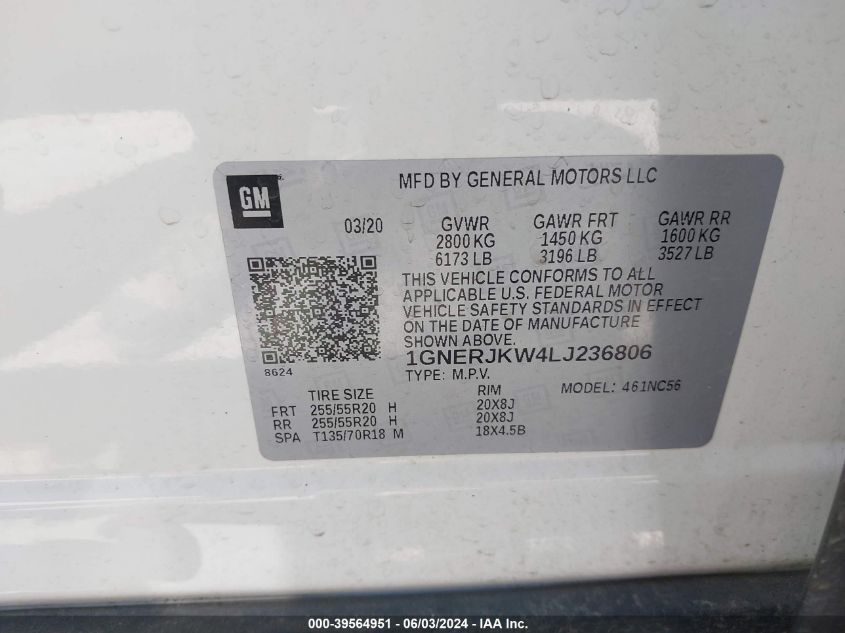 GM
MFD BY GENERAL MOTORS LLC
03/20 GVWR GAWR FRT GAWR RR
2800 KG 1450 KG 1600 KG
6173 LB 3196 LB 3527 LB
THIS VEHICLE CONFORMS TO ALL
APPLICABLE U.S. FEDERAL MOTOR
VEHICLE SAFETY STANDARDS IN EFFECT
ON THE DATE OF MANUFACTURE
SHOWN ABOVE.
8624
1GNERJKW4LJ236806
TYPE: M.P.V. MODEL: 461NC56
TIRE SIZE RIM
FRT 255/55R20 H 20X8J
RR 255/55R20 H 20X8J
SPA T135/70R18 M 18X4.5B
000-39564951 - 06/03/2024 - IAA Inc.